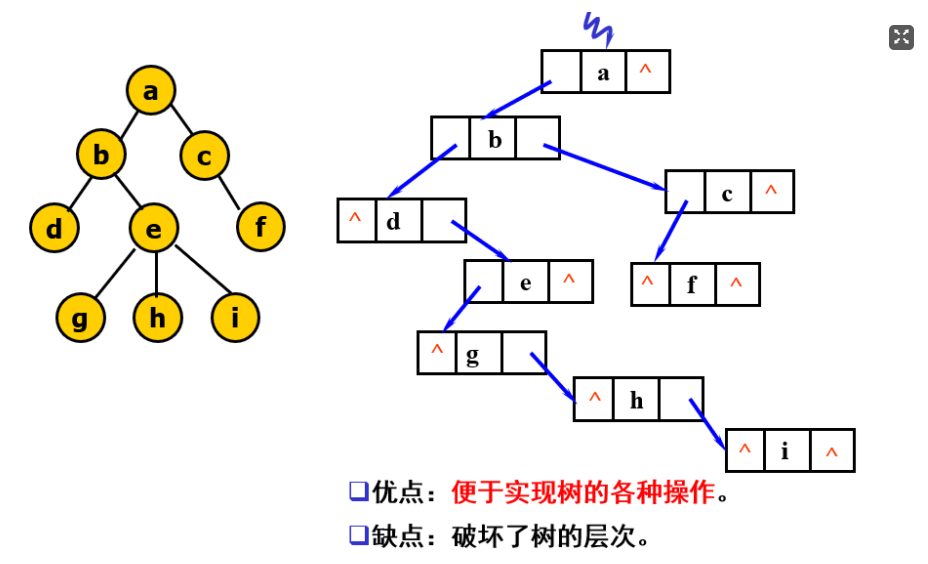 a
b c
d e f
g h i
a ^
b
c ^
^ d
e ^
^ f ^
^ g
^ h
^ i ^
❑优点：便于实现树的各种操作。
❑缺点：破坏了树的层次。